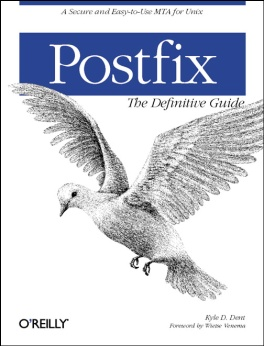 A Secure and Easy-to-Use MTA for Unix
Postfix
The Definitive Guide
O'REILLY
Kyle D. Dent
Foreword by Wietse Venema